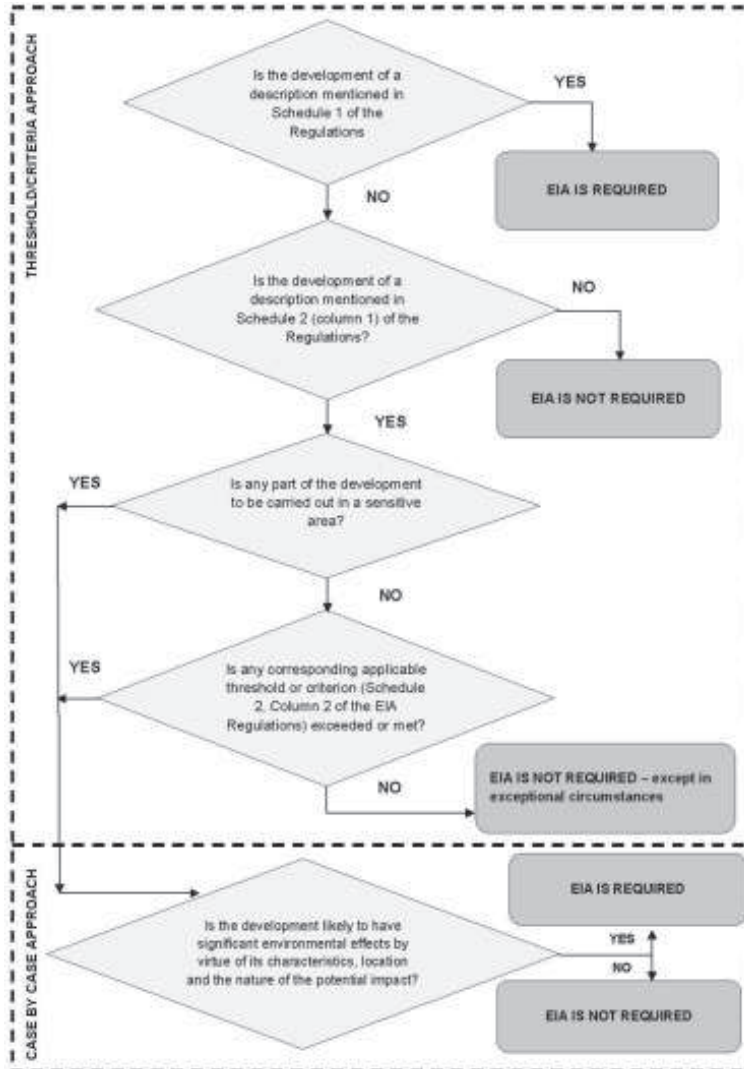 THRESHOLD/CRITERIA APPROACH
Is the development of a
description mentioned in
Schedule 1 of the
Regulations
YES
EIA IS REQUIRED
NO
Is the development of a
description mentioned in
Schedule 2 (column 1) of the
Regulations?
NO
EIA IS NOT REQUIRED
YES
Is any part of the development
to be carried out in a sensitive
area?
YES
NO
Is any corresponding applicable
threshold or criterion (Schedule
2, Column 2 of the EIA
Regulations) exceeded or met?
YES
NO
EIA IS NOT REQUIRED – except in
exceptional circumstances
CASE BY CASE APPROACH
Is the development likely to have
significant environmental effects by
virtue of its characteristics, location
and the nature of the potential impact?
EIA IS REQUIRED
YES
NO
EIA IS NOT REQUIRED